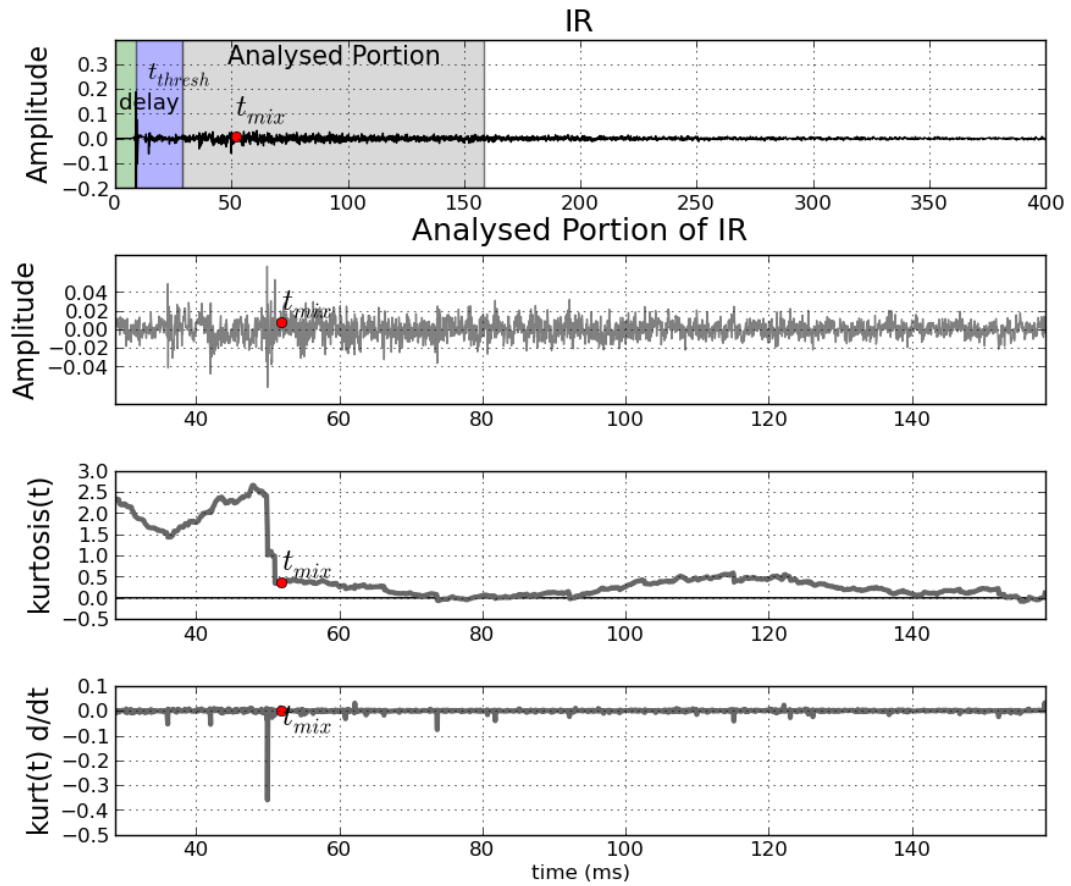 IR
Amplitude
0.3
0.2
0.1
0.0
−0.1
−0.2
delay
t_thresh
Analysed Portion
t_mix
0 50 100 150 200 250 300 350 400
Analysed Portion of IR
Amplitude
0.04
0.02
0.00
−0.02
−0.04
t_mix
40 60 80 100 120 140
kurtosis(t)
3.0
2.5
2.0
1.5
1.0
0.5
0.0
−0.5
t_mix
40 60 80 100 120 140
kurt(t) d/dt
0.1
0.0
−0.1
−0.2
−0.3
−0.4
−0.5
t_mix
40 60 80 100 120 140
time (ms)